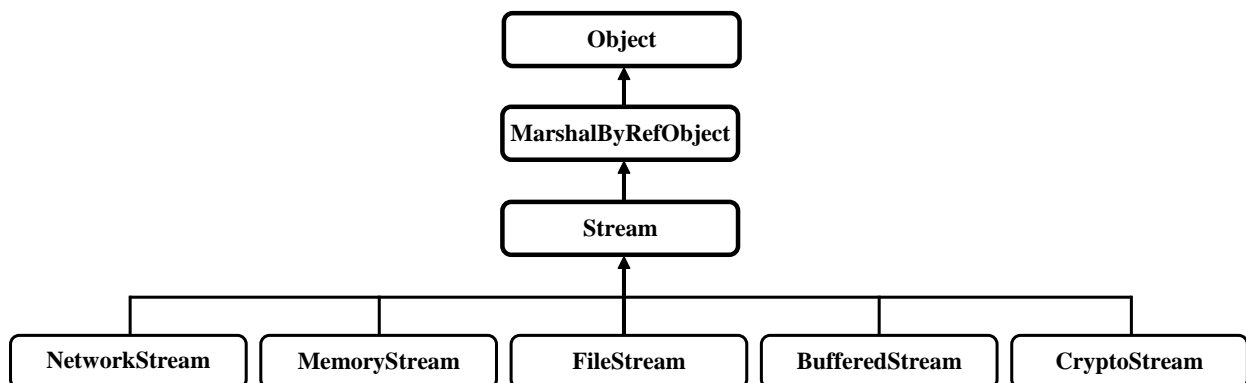 Object
MarshalByRefObject
Stream
NetworkStream
MemoryStream
FileStream
BufferedStream
CryptoStream